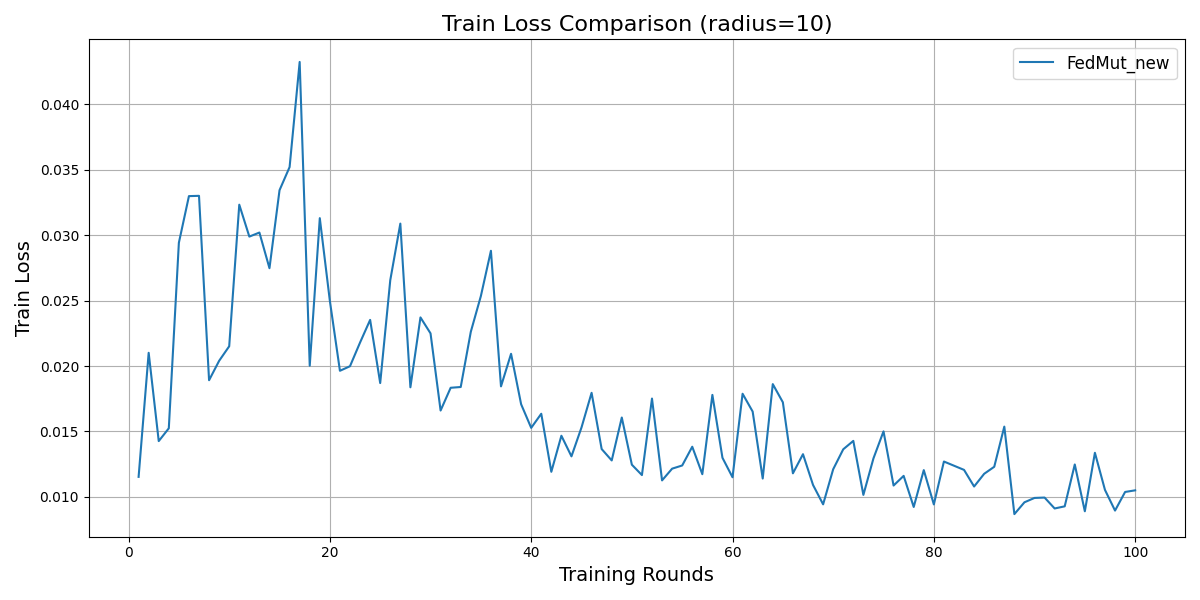 Train Loss Comparison (radius=10)
FedMut_new
Train Loss
0.040
0.035
0.030
0.025
0.020
0.015
0.010
0 20 40 60 80 100
Training Rounds